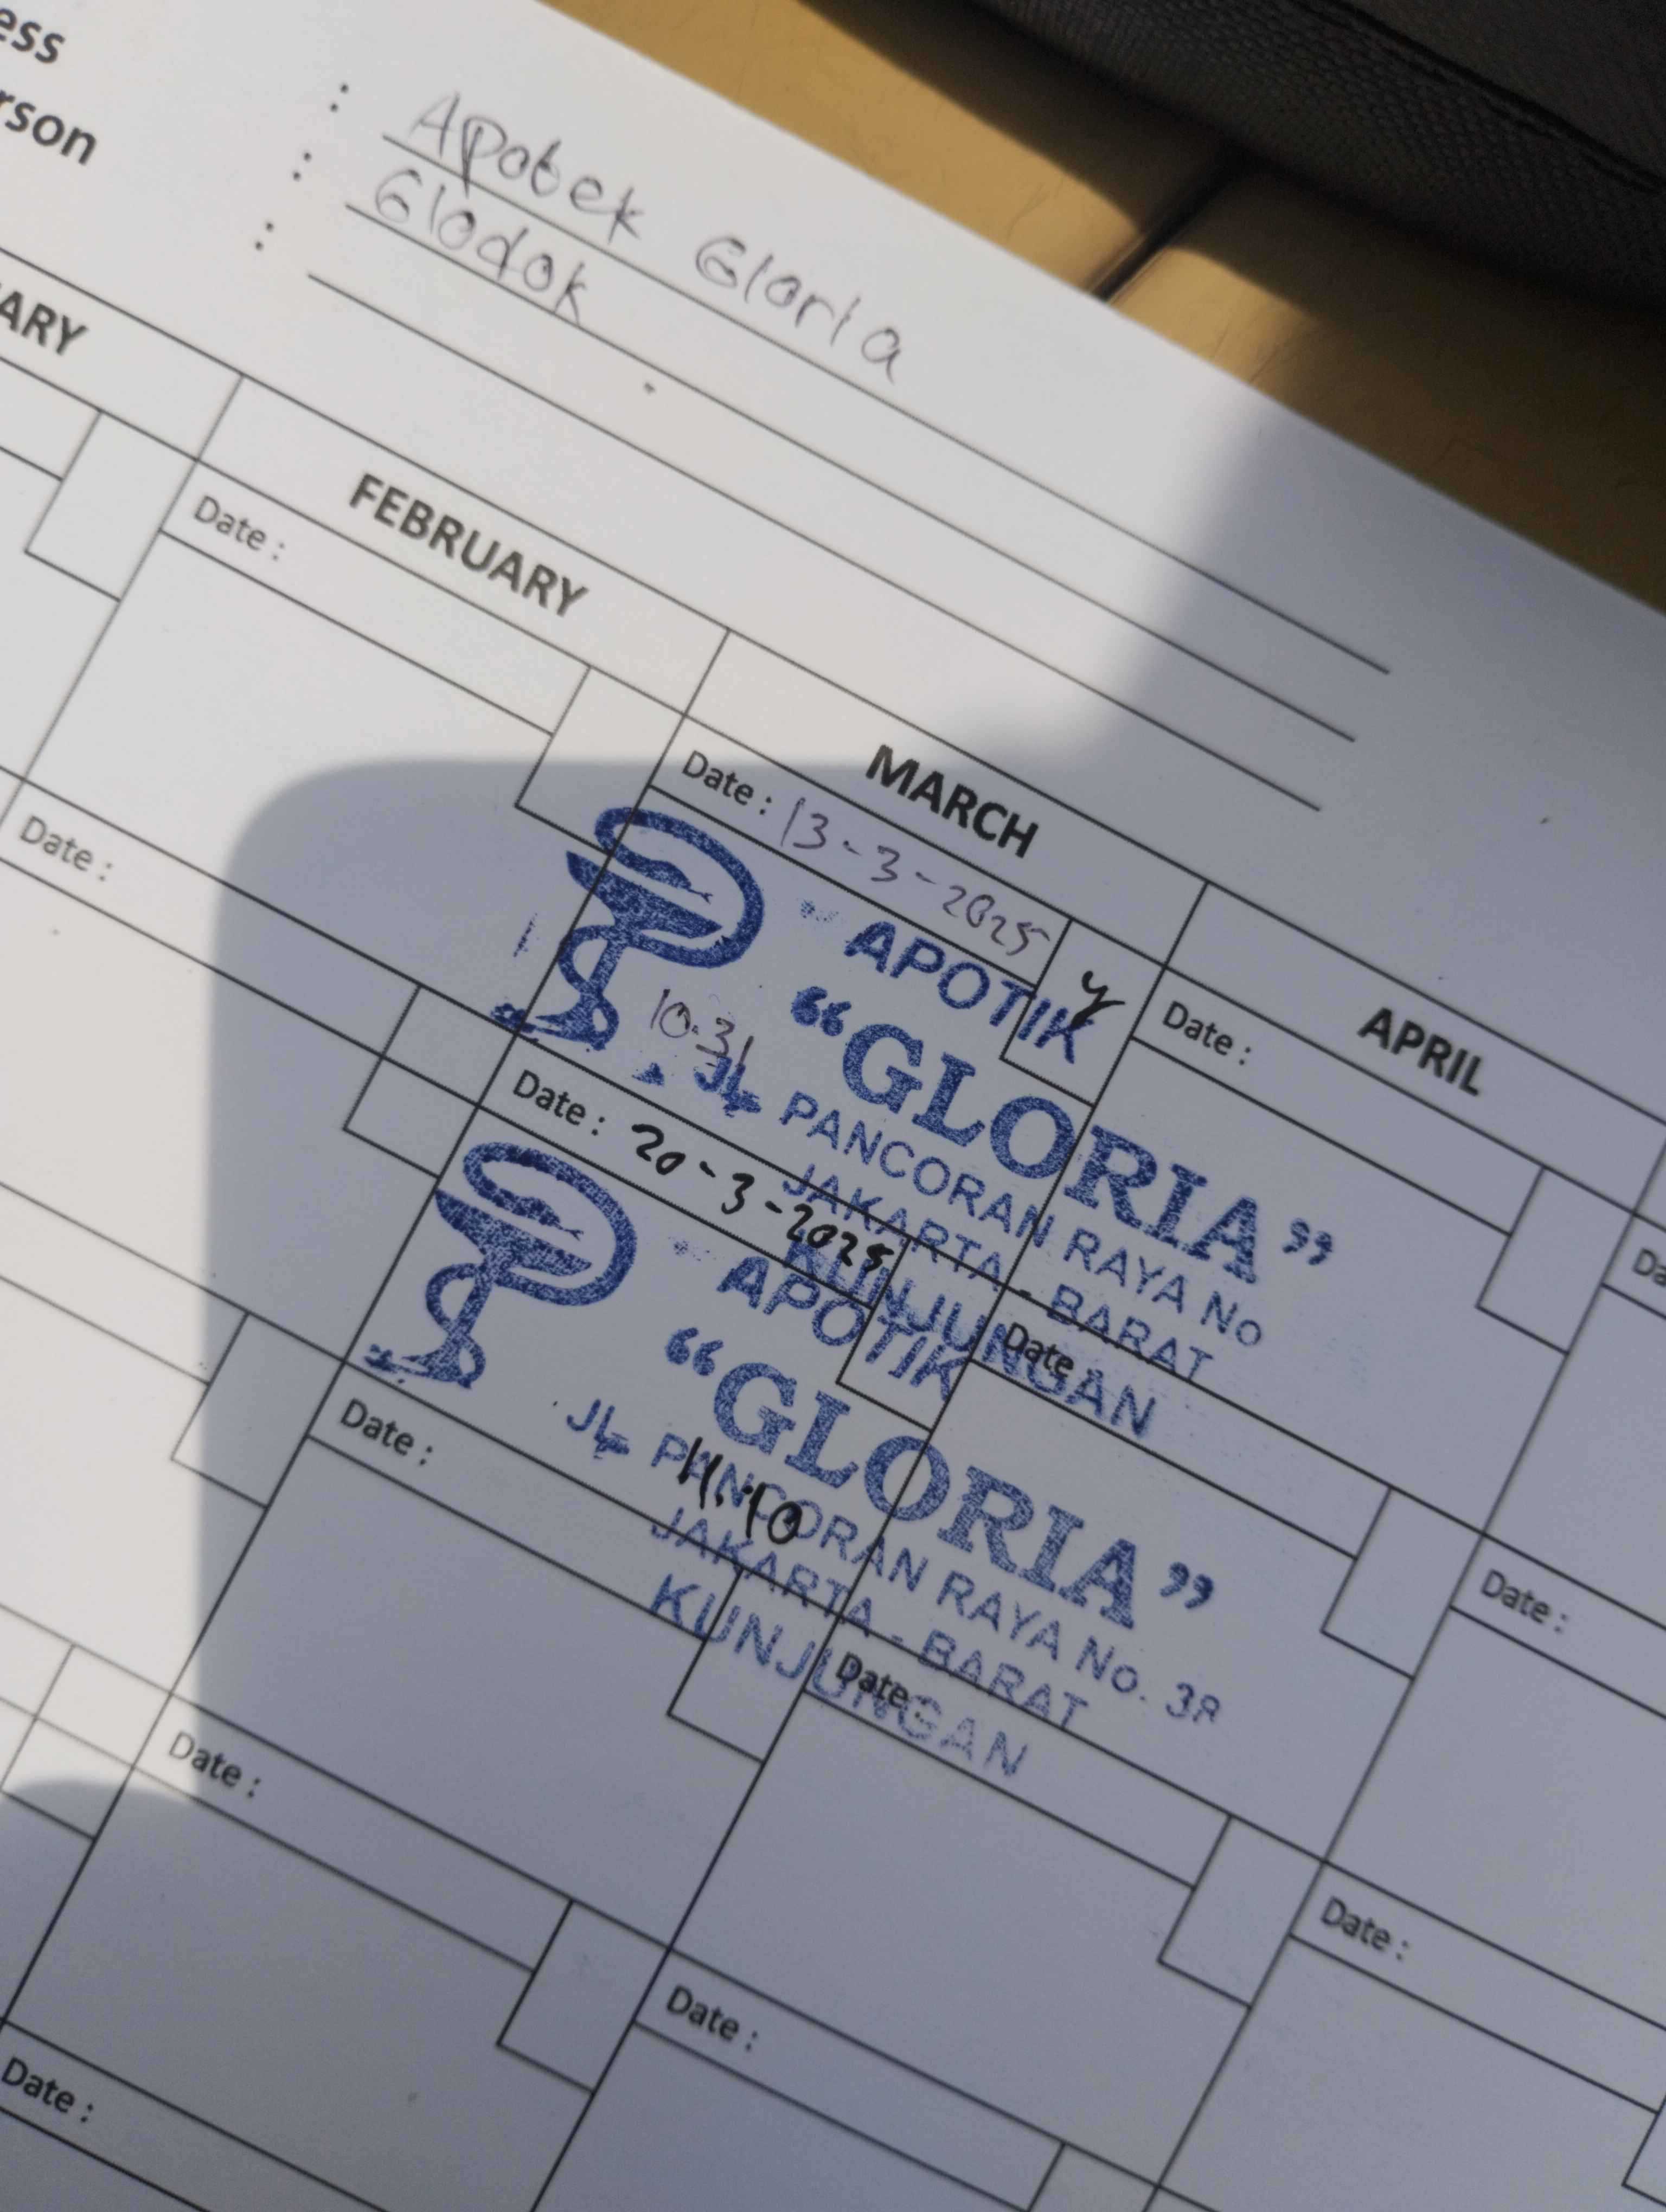 ess
: Apotek Gloria
rson
: Glodok
:
ARY
FEBRUARY
MARCH
APRIL
Date :
Date : 13-3-2025
y
Date :
APOTIK
“GLORIA”
10.31
JL. PANCORAN RAYA No
JAKARTA - BARAT
KUNJUNGAN
Date :
Date : 20-3-2025
Date :
APOTIK
“GLORIA”
JL. PANCORAN RAYA No. 38
11.10
JAKARTA - BARAT
KUNJUNGAN
Date :
Date :
Date :
Date :
Date :
Date :
Date :
Da